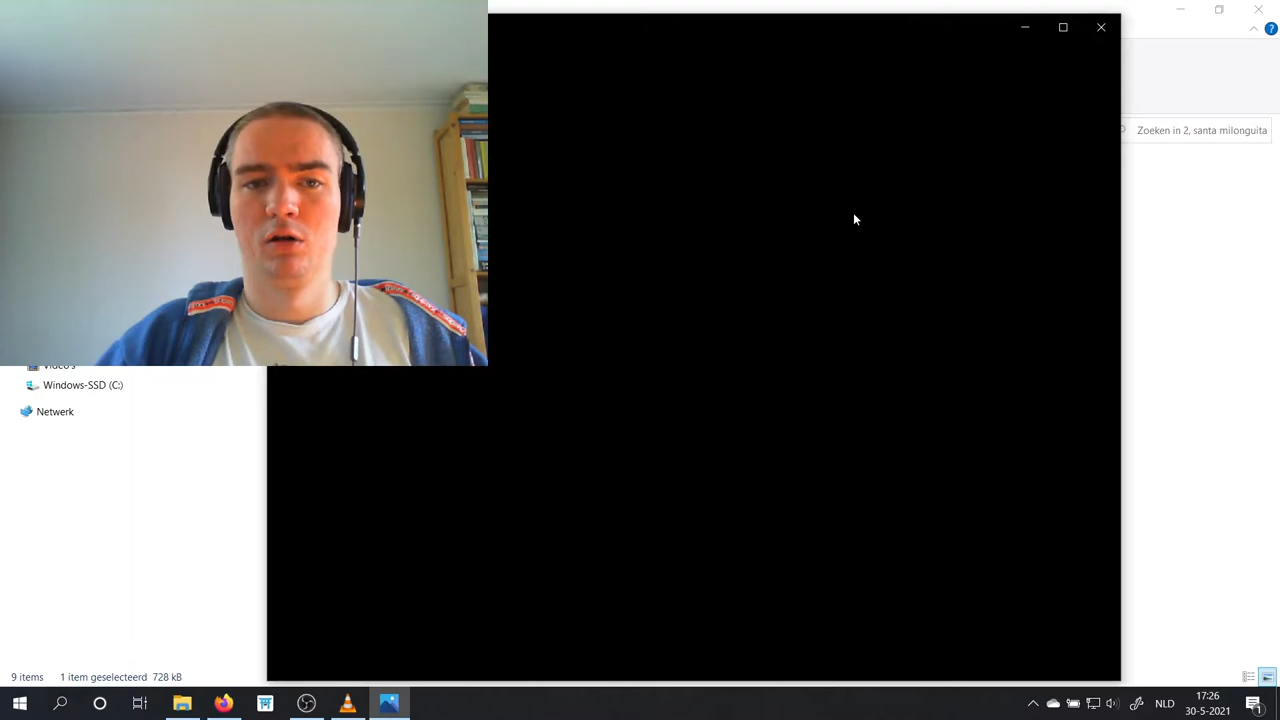 Zoeken in 2, santa milonguita
Video's
Windows-SSD (C:)
Netwerk
9 items 1 item geselecteerd 728 kB
17:26
NLD
30-5-2021